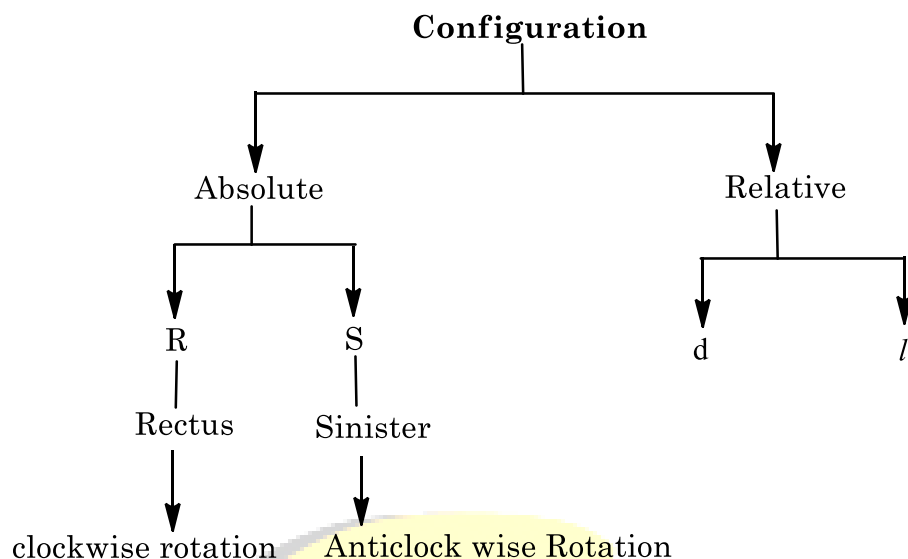 Configuration
Absolute Relative
R S d l
Rectus Sinister
clockwise rotation Anticlock wise Rotation